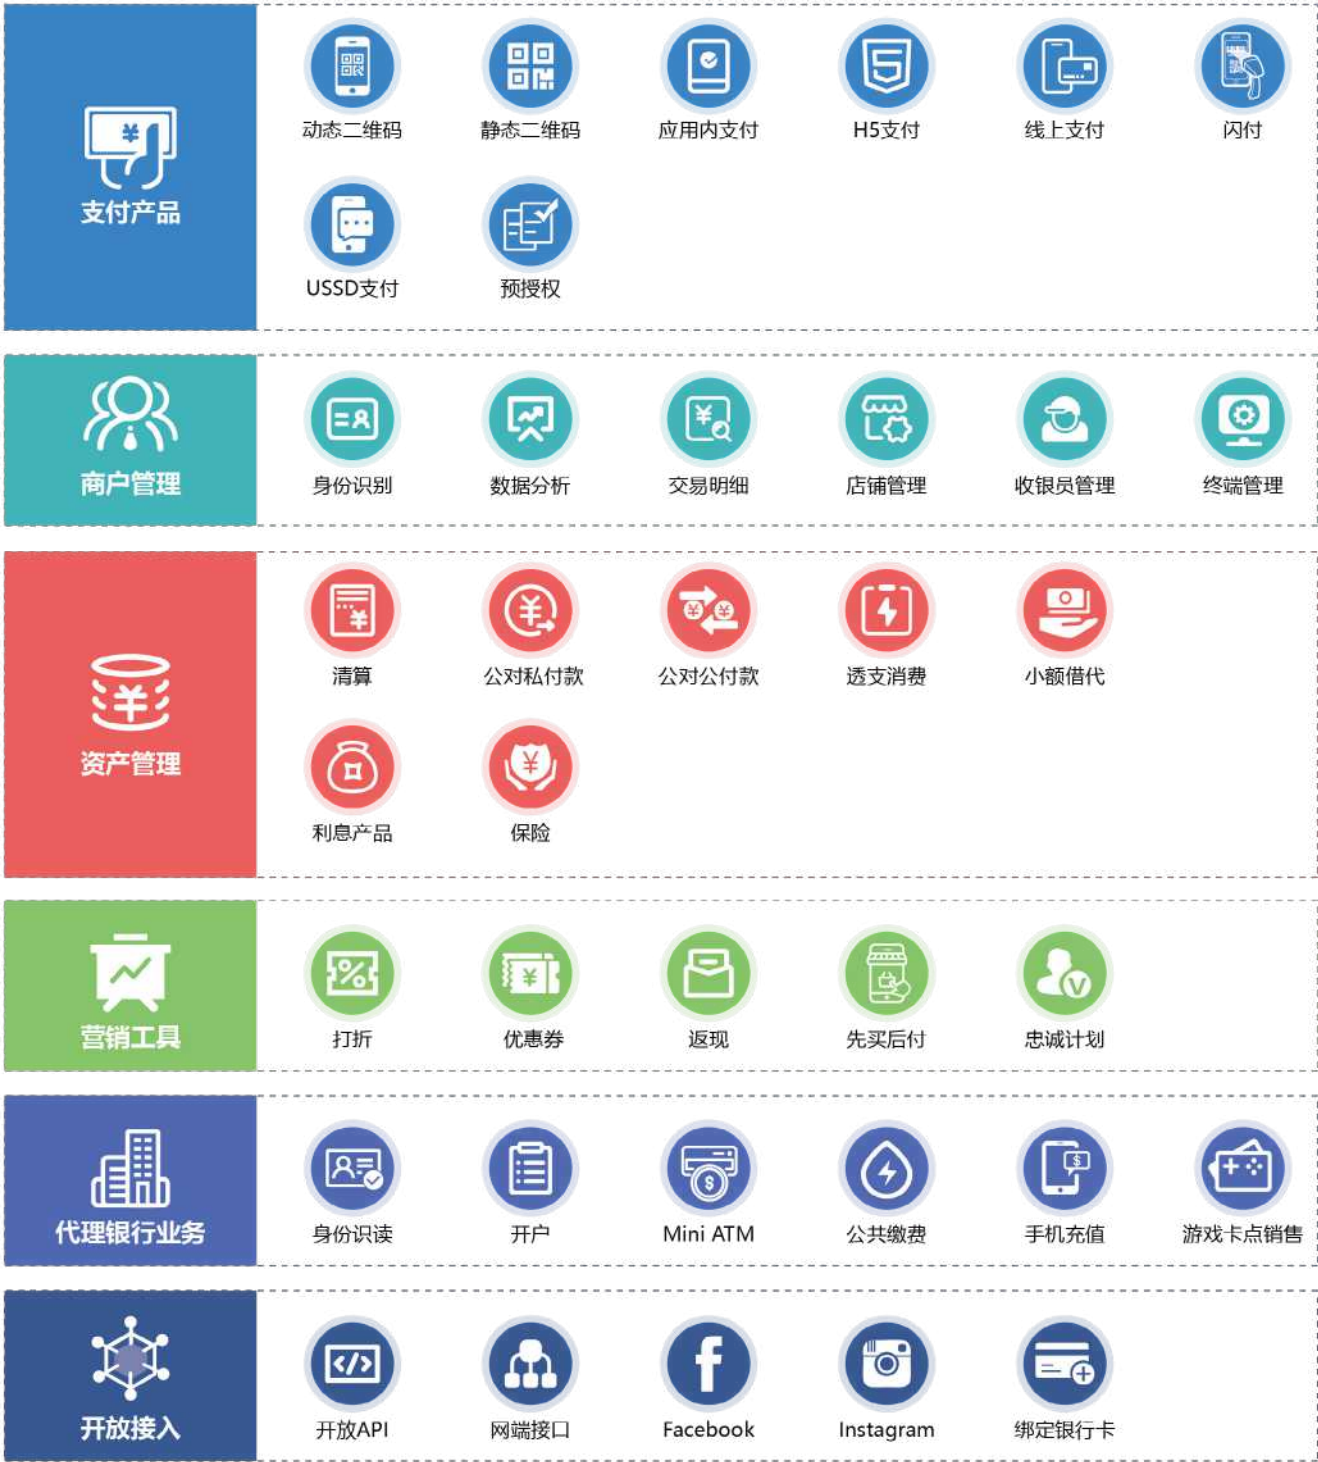 支付产品
动态二维码
静态二维码
应用内支付
H5支付
线上支付
闪付
USSD支付
预授权
商户管理
身份识别
数据分析
交易明细
店铺管理
收银员管理
终端管理
资产管理
清算
公对私付款
公对公付款
透支消费
小额借代
利息产品
保险
营销工具
打折
优惠券
返现
先买后付
忠诚计划
代理银行业务
身份识读
开户
Mini ATM
公共缴费
手机充值
游戏卡点销售
开放接入
开放API
网端接口
Facebook
Instagram
绑定银行卡